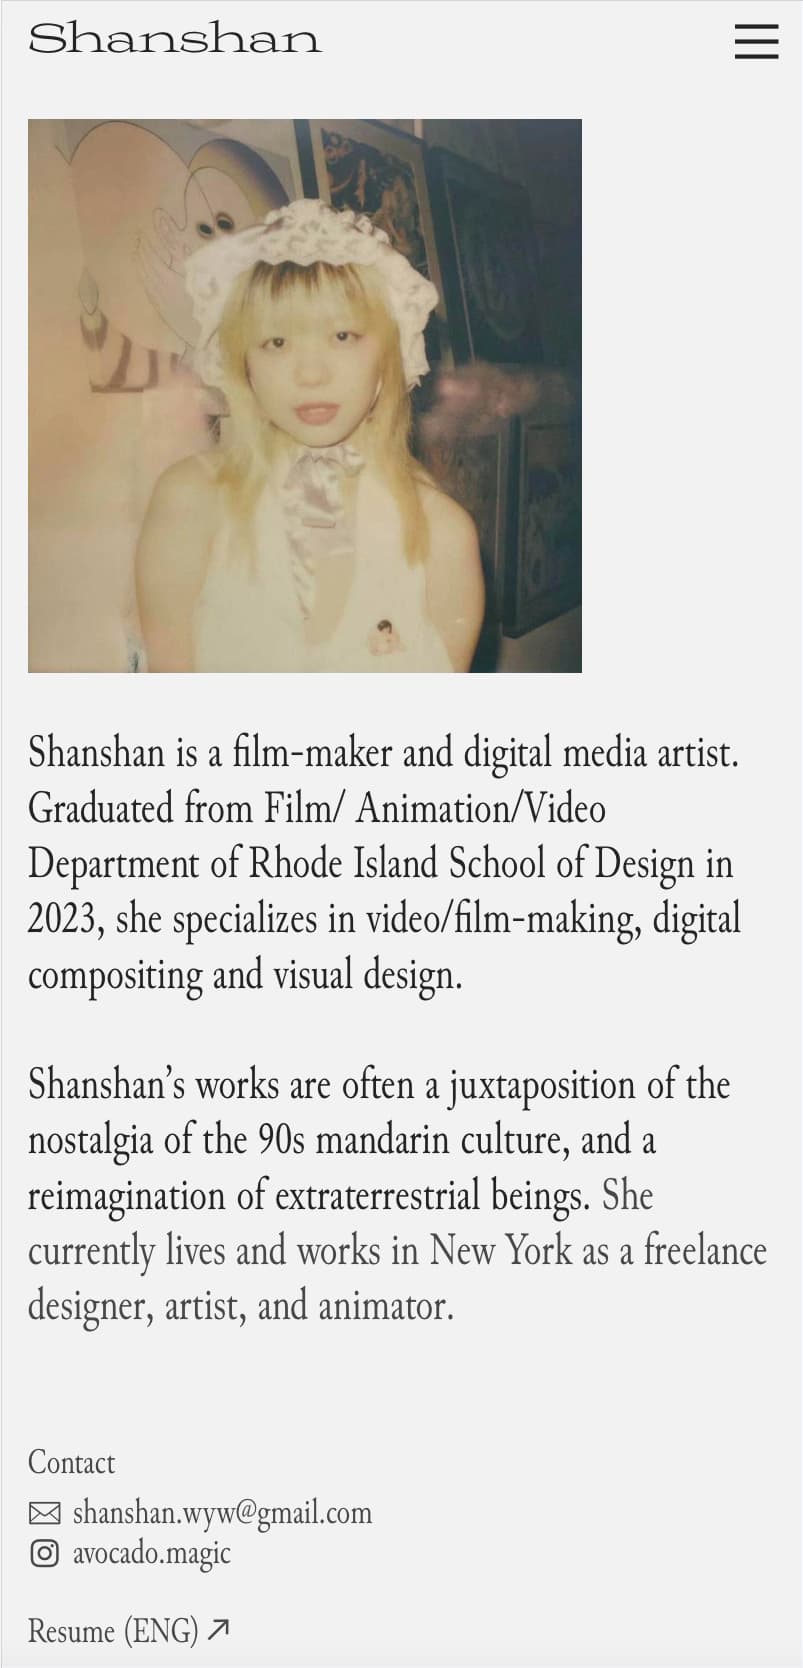 Shanshan
Shanshan is a film-maker and digital media artist.
Graduated from Film/ Animation/Video
Department of Rhode Island School of Design in
2023, she specializes in video/film-making, digital
compositing and visual design.
Shanshan’s works are often a juxtaposition of the
nostalgia of the 90s mandarin culture, and a
reimagination of extraterrestrial beings. She
currently lives and works in New York as a freelance
designer, artist, and animator.
Contact
shanshan.wyw@gmail.com
avocado.magic
Resume (ENG) ↗